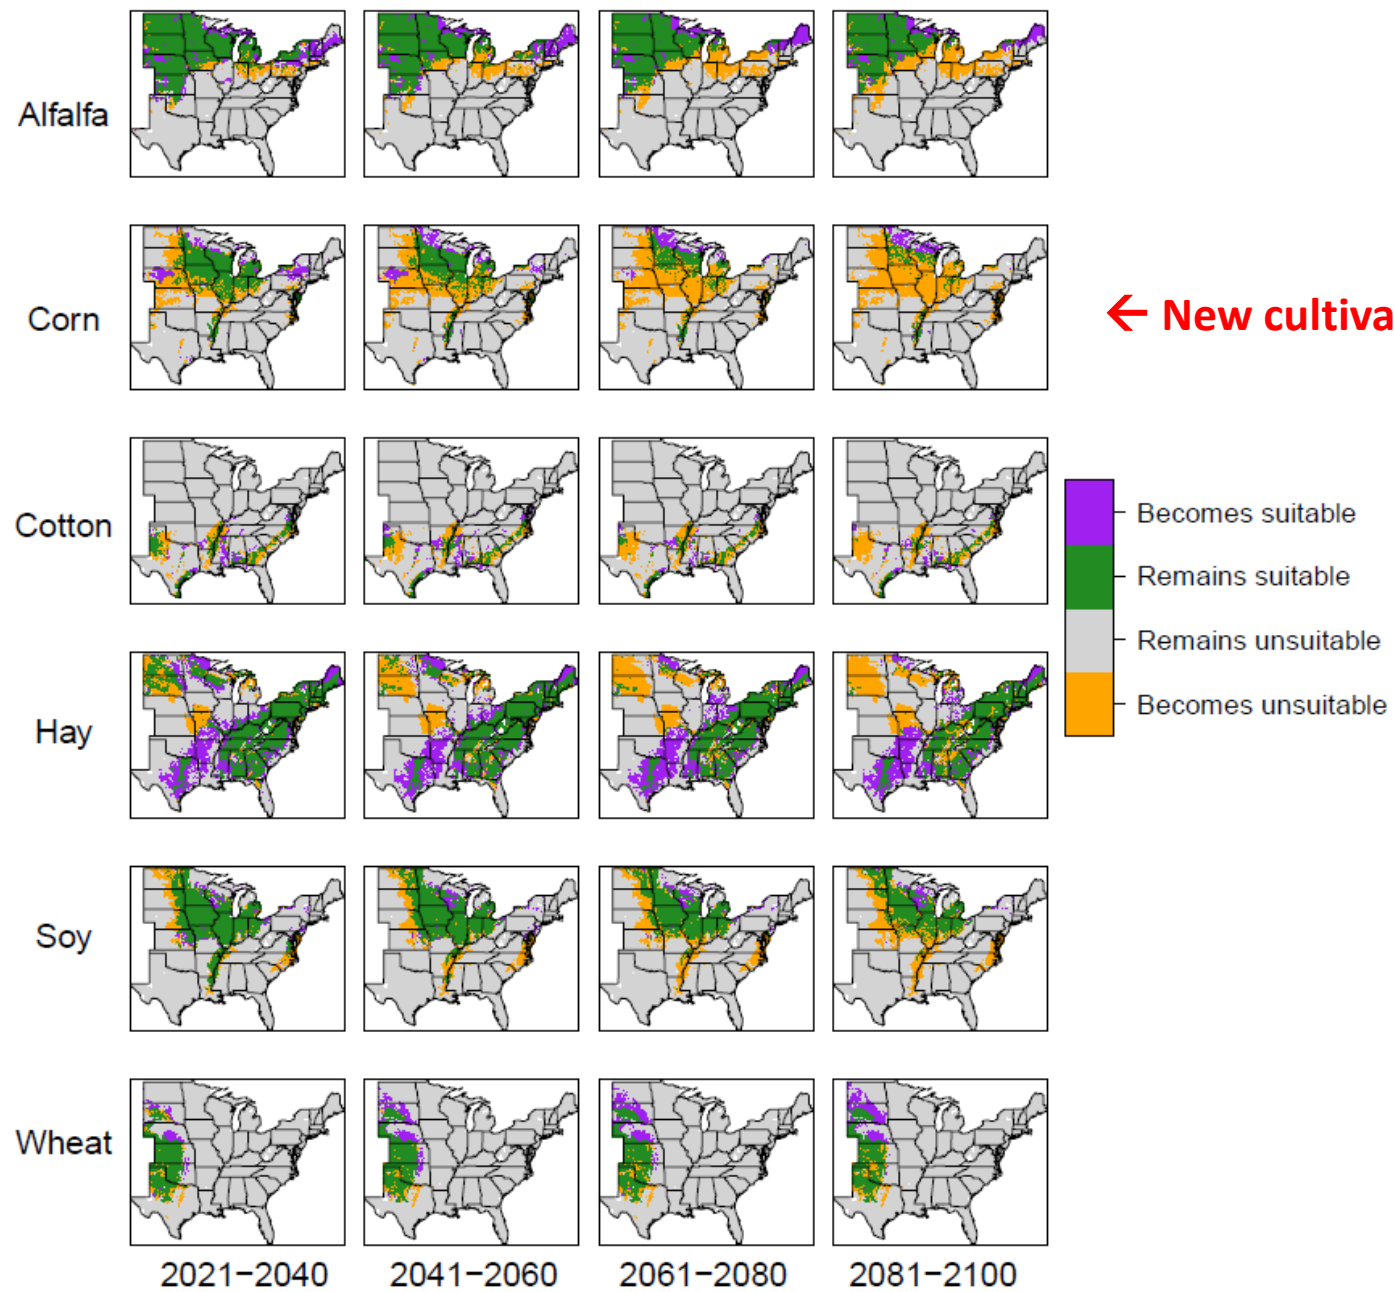 Alfalfa
Corn
← New cultiva
Cotton
Becomes suitable
Remains suitable
Remains unsuitable
Becomes unsuitable
Hay
Soy
Wheat
2021−2040
2041−2060
2061−2080
2081−2100